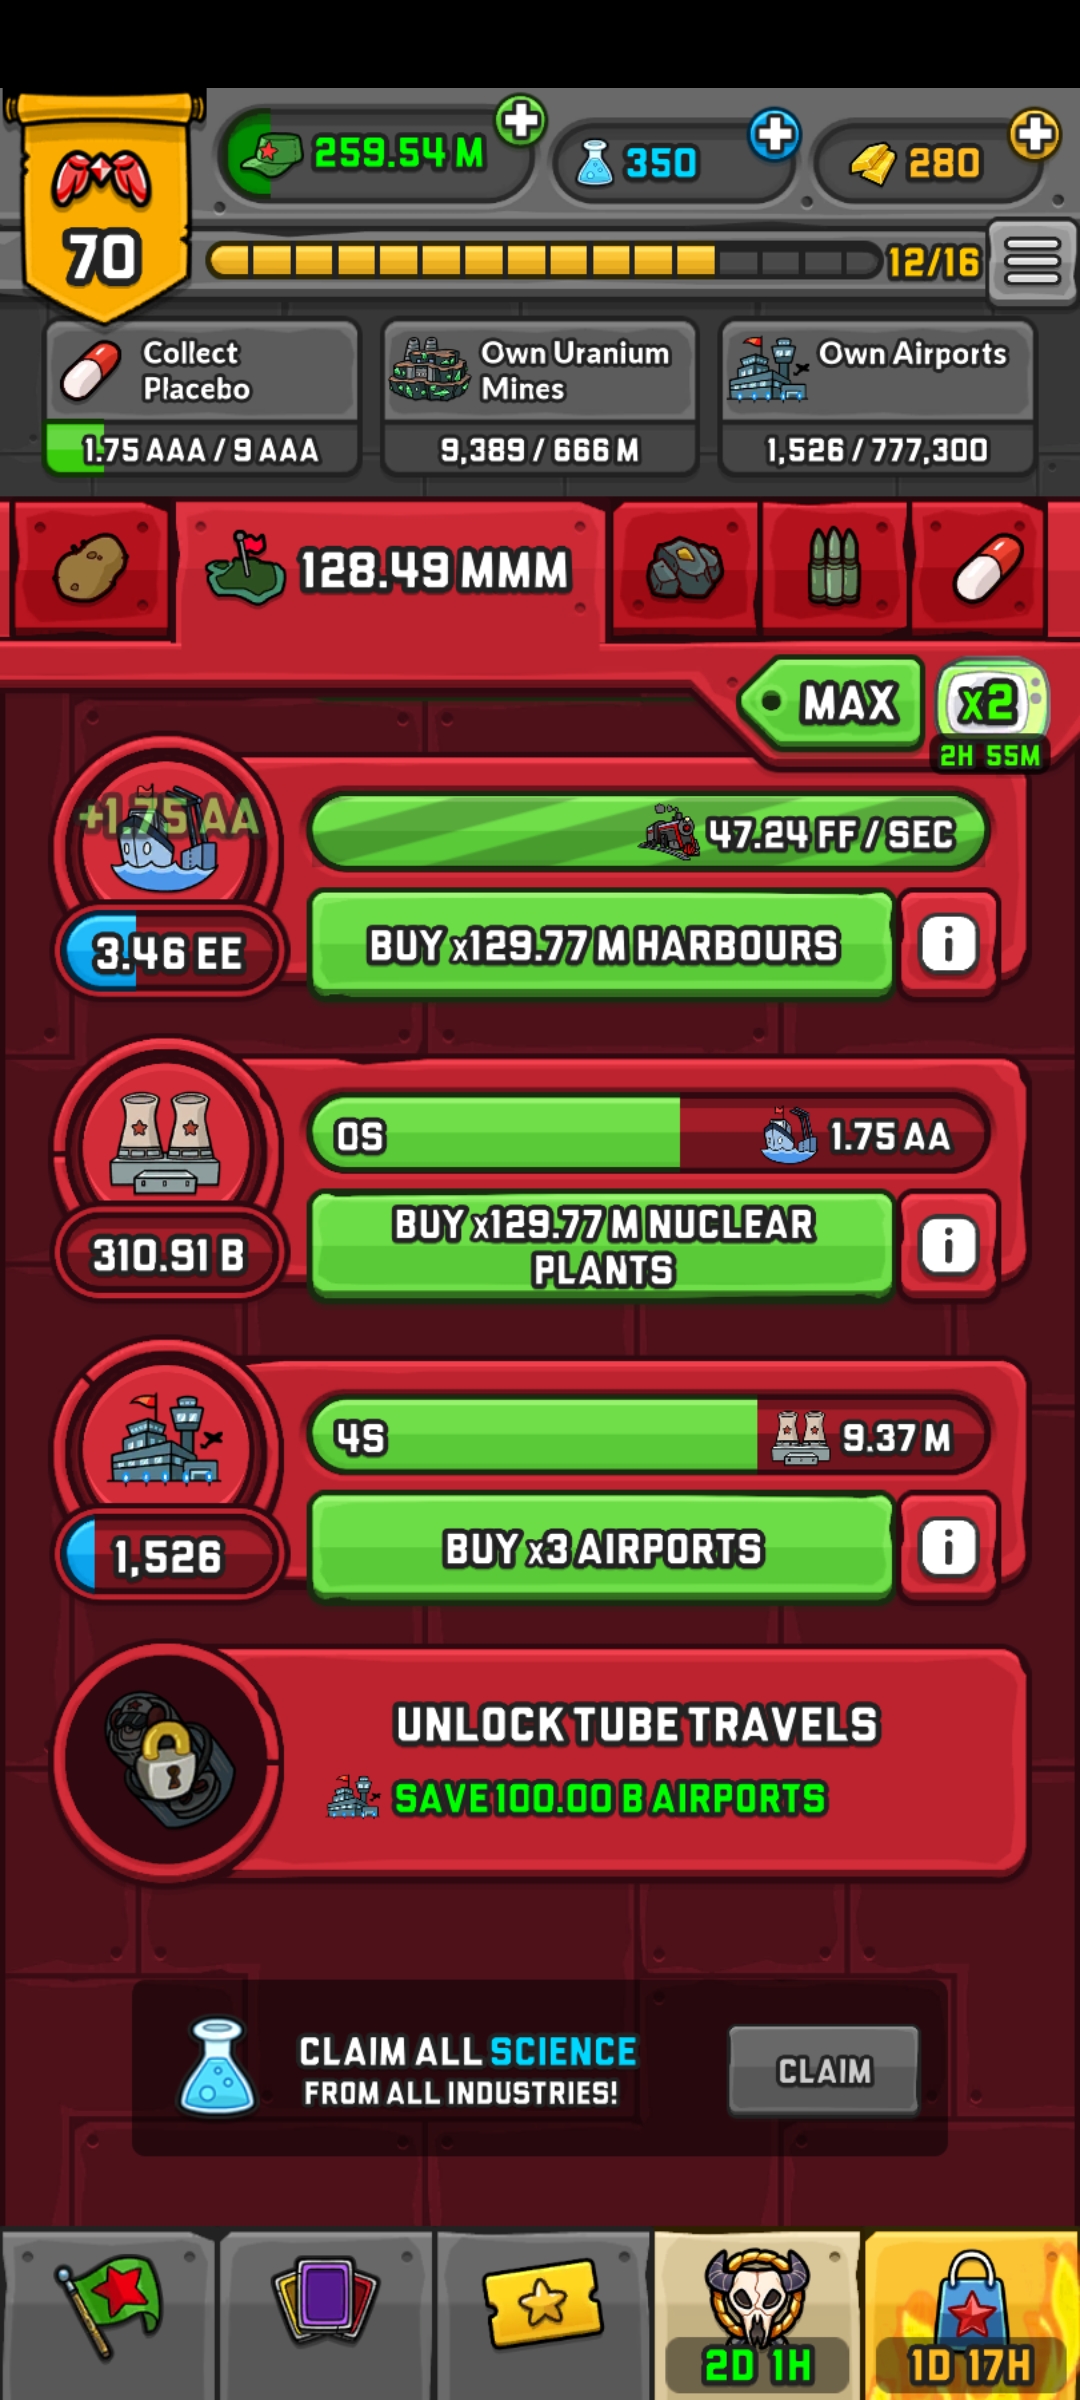 259.54 M
350
280
70
12/16
Collect
Placebo
Own Uranium
Mines
Own Airports
1.75 AAA / 9 AAA
9,389 / 666 M
1,526 / 777,300
128.49 MMM
MAX
x2
2H 55M
+1.75 AA
47.24 FF / SEC
3.46 EE
BUY x129.77 M HARBOURS
i
0S
1.75 AA
310.91 B
BUY x129.77 M NUCLEAR
PLANTS
i
4S
9.37 M
1,526
BUY x3 AIRPORTS
i
UNLOCK TUBE TRAVELS
SAVE 100.00 B AIRPORTS
CLAIM ALL SCIENCE
FROM ALL INDUSTRIES!
CLAIM
2D 1H
1D 17H